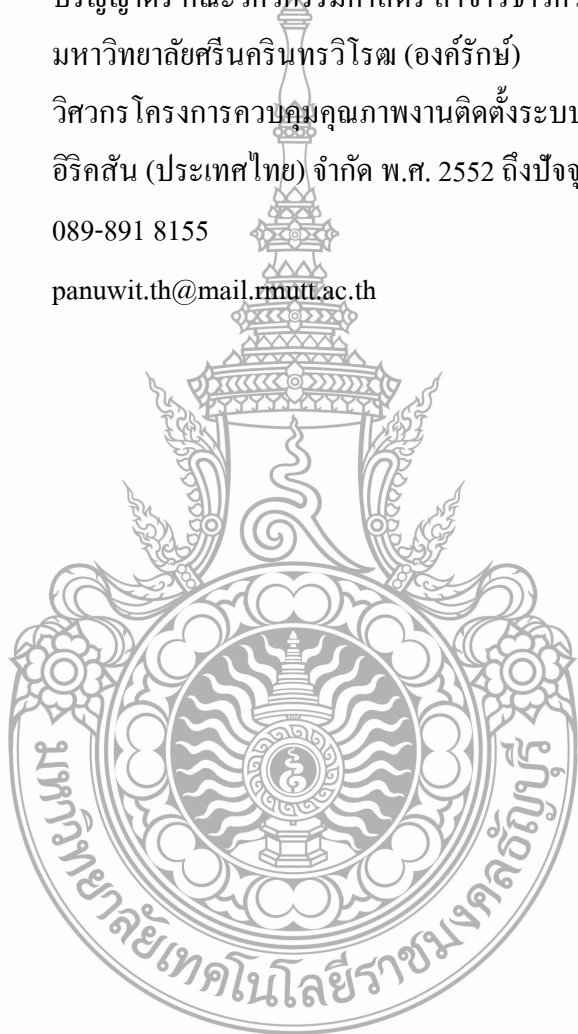 มหาวิทยาลัยศรีนครินทรวิโรฒ (องค์รักษ์)
วิศวกรโครงการควบคุมคุณภาพงานติดตั้งระบบ
อิริคสัน (ประเทศไทย) จำกัด พ.ศ. 2552 ถึงปัจจุ
089-891 8155
panuwit.th@mail.rmutt.ac.th
มหาวิทยาลัยเทคโนโลยีราชมงคลธัญบุรี